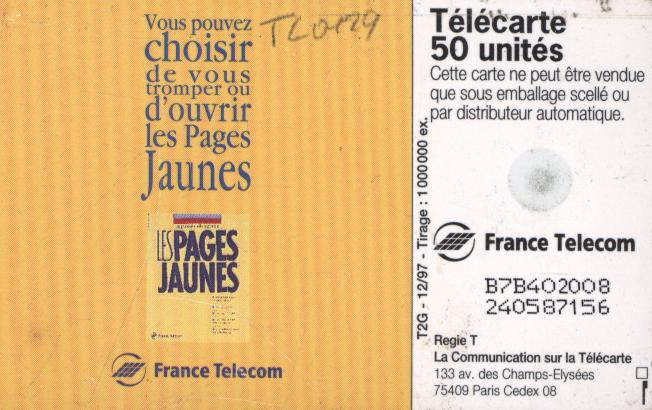 Vous pouvez
choisir
de vous
tromper ou
d'ouvrir
les Pages
Jaunes
LES PAGES
JAUNES
France Telecom
Télécarte
50 unités
Cette carte ne peut être vendue
que sous emballage scellé ou
par distributeur automatique.
T2G - 12/97 - Tirage : 1 000 000 ex.
France Telecom
B7B402008
240587156
Regie T
La Communication sur la Télécarte
133 av. des Champs-Elysées
75409 Paris Cedex 08